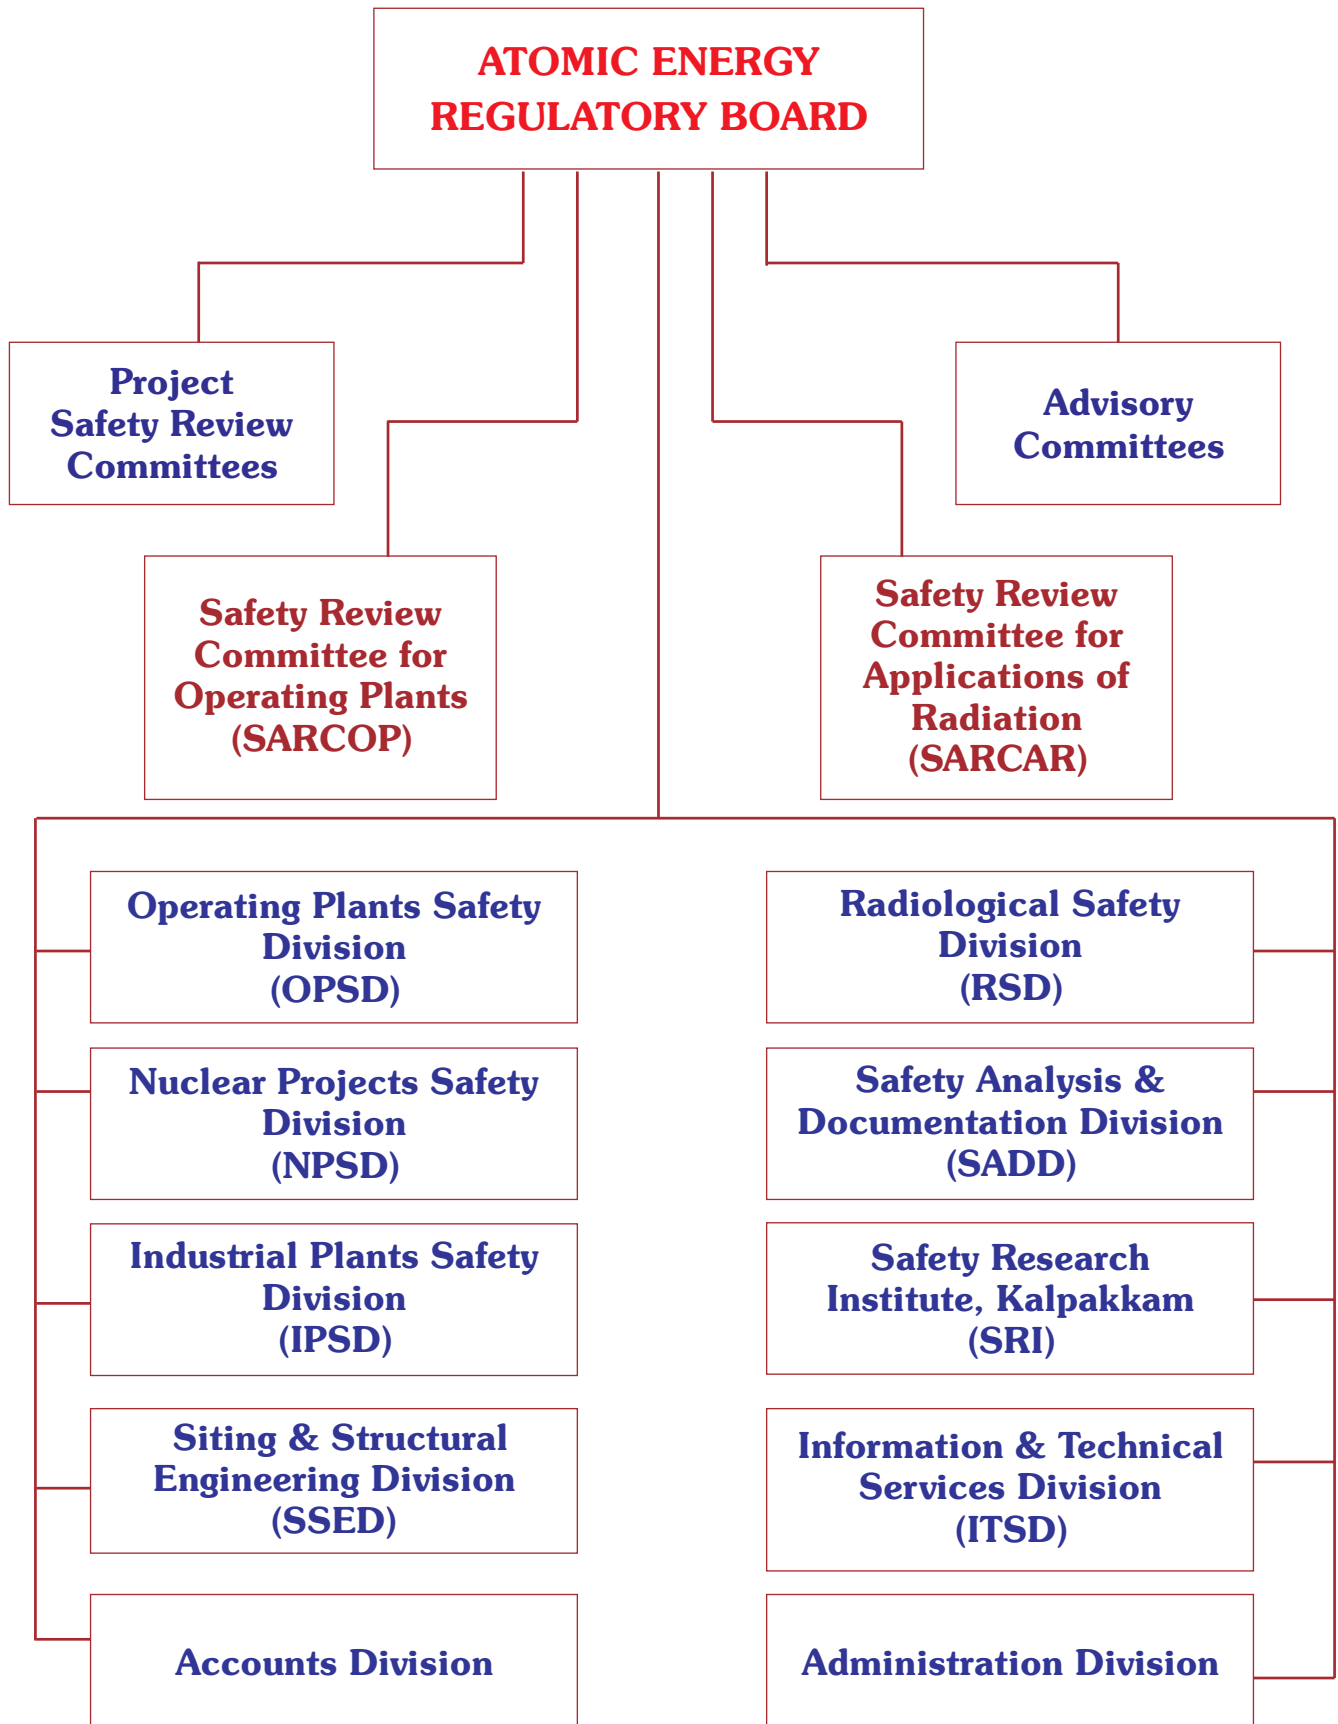 ATOMIC ENERGY
REGULATORY BOARD
Project
Safety Review
Committees
Advisory
Committees
Safety Review
Committee for
Operating Plants
(SARCOP)
Safety Review
Committee for
Applications of
Radiation
(SARCAR)
Operating Plants Safety
Division
(OPSD)
Radiological Safety
Division
(RSD)
Nuclear Projects Safety
Division
(NPSD)
Safety Analysis &
Documentation Division
(SADD)
Industrial Plants Safety
Division
(IPSD)
Safety Research
Institute, Kalpakkam
(SRI)
Siting & Structural
Engineering Division
(SSED)
Information & Technical
Services Division
(ITSD)
Accounts Division
Administration Division